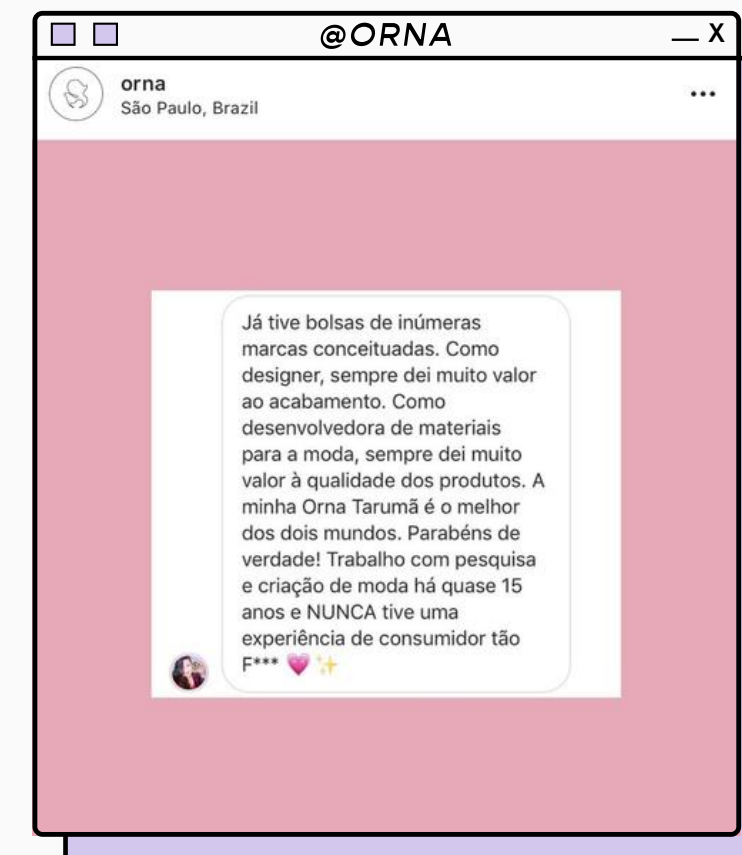 @ORNA
_ X
orna
São Paulo, Brazil
Já tive bolsas de inúmeras
marcas conceituadas. Como
designer, sempre dei muito valor
ao acabamento. Como
desenvolvedora de materiais
para a moda, sempre dei muito
valor à qualidade dos produtos. A
minha Orna Tarumã é o melhor
dos dois mundos. Parabéns de
verdade! Trabalho com pesquisa
e criação de moda há quase 15
anos e NUNCA tive uma
experiência de consumidor tão
F*** 💗✨